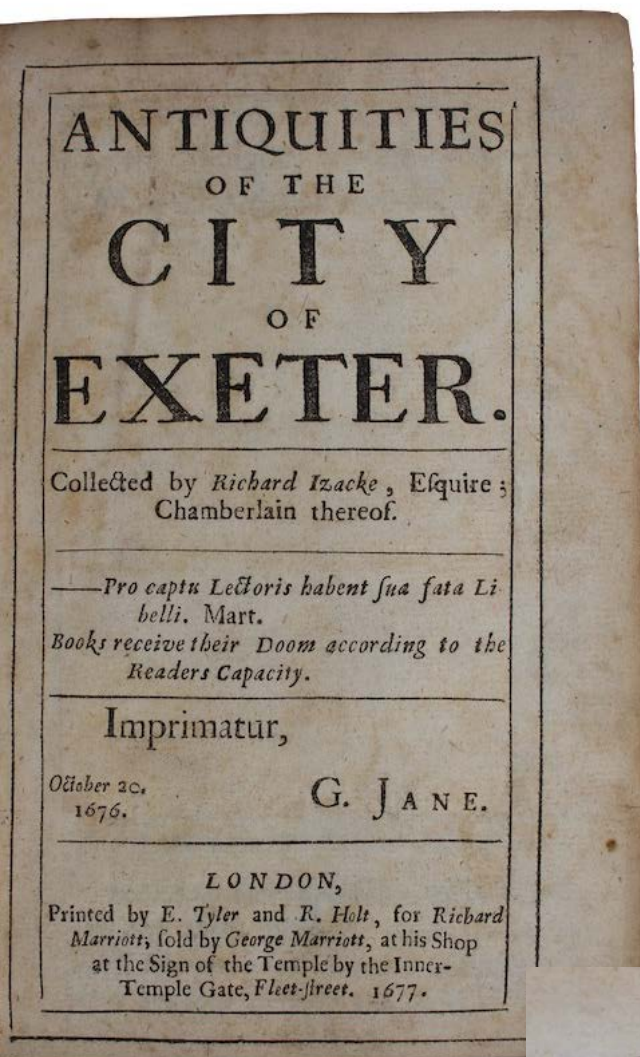 ANTIQUITIES
OF THE
CITY
OF
EXETER.
Collected by Richard Izacke, Eſquire;
Chamberlain thereof.
——Pro captu Lectoris habent ſua fata Li
belli. Mart.
Books receive their Doom according to the
Readers Capacity.
Imprimatur,
October 20.
1676.
G. JANE.
LONDON,
Printed by E. Tyler and R. Holt, for Richard
Marriott; ſold by George Marriott, at his Shop
at the Sign of the Temple by the Inner-
Temple Gate, Fleet-ſtreet. 1677.